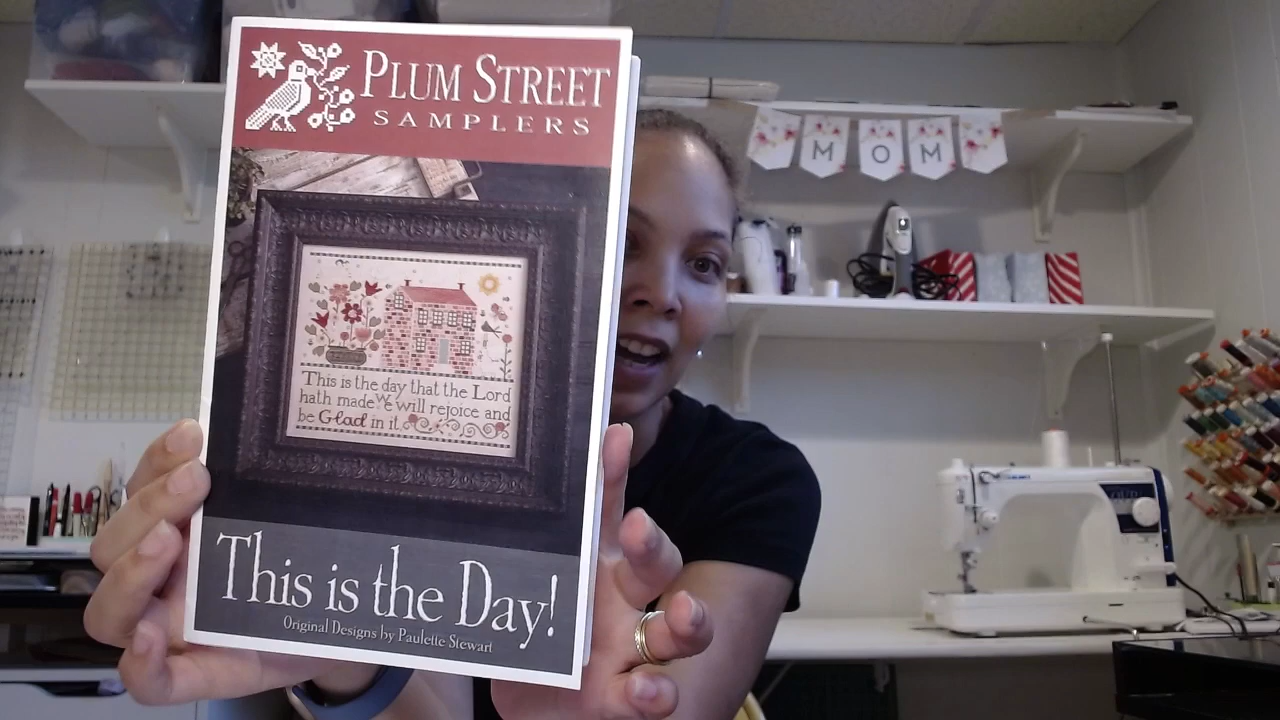 PLUM STREET
SAMPLERS
This is the day that the Lord
hath made. We will rejoice and
be Glad in it.
This is the Day!
Original Designs by Paulette Stewart
MOM